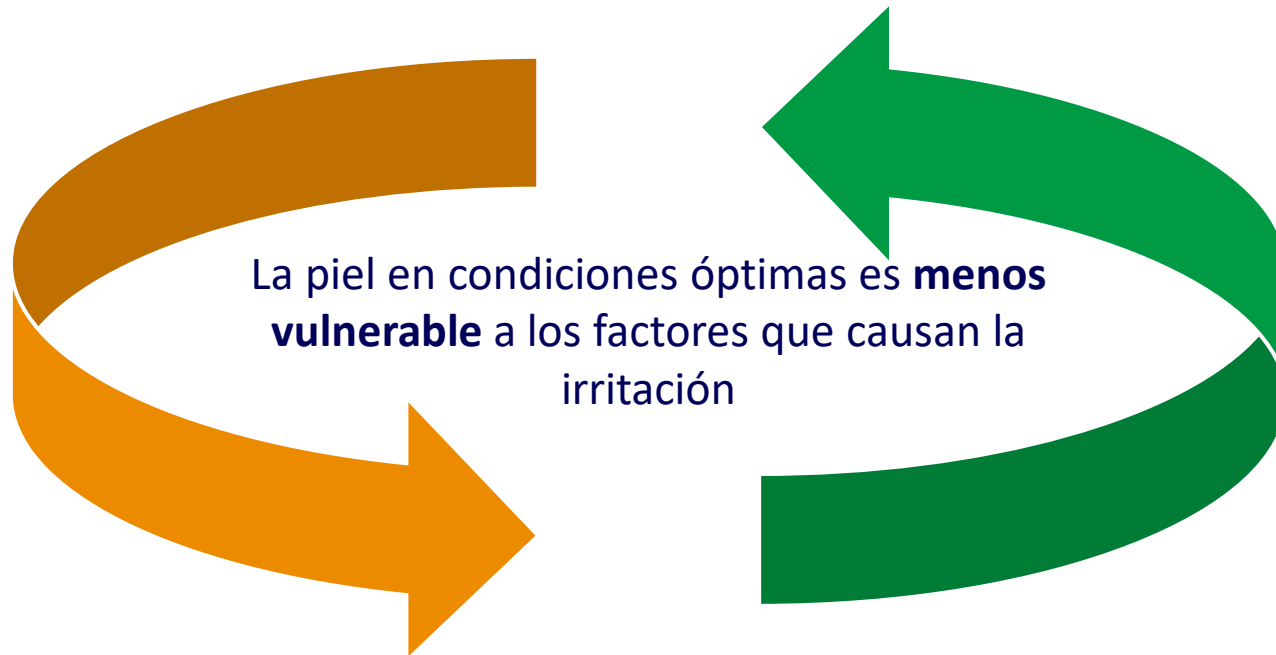 La piel en condiciones óptimas es menos
vulnerable a los factores que causan la
irritación